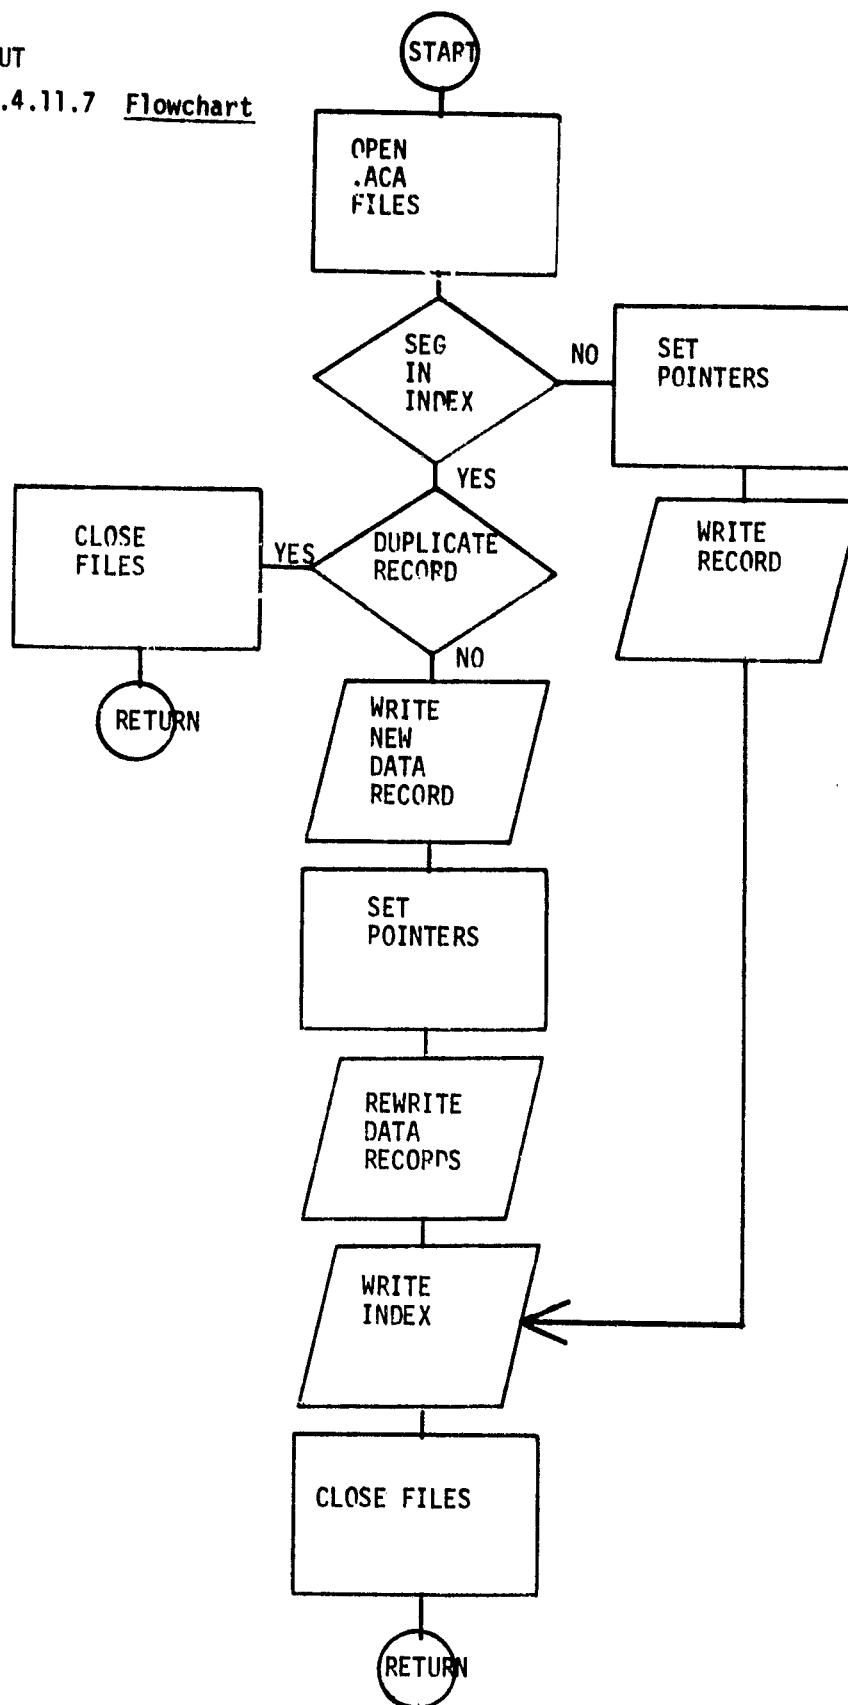 UT
.4.11.7 Flowchart
START
OPEN
.ACA
FILES
SEG
IN
INDEX
NO
SET
POINTERS
YES
WRITE
RECORD
CLOSE
FILES
YES
DUPLICATE
RECORD
RETURN
NO
WRITE
NEW
DATA
RECORD
SET
POINTERS
REWRITE
DATA
RECORDS
WRITE
INDEX
CLOSE FILES
RETURN